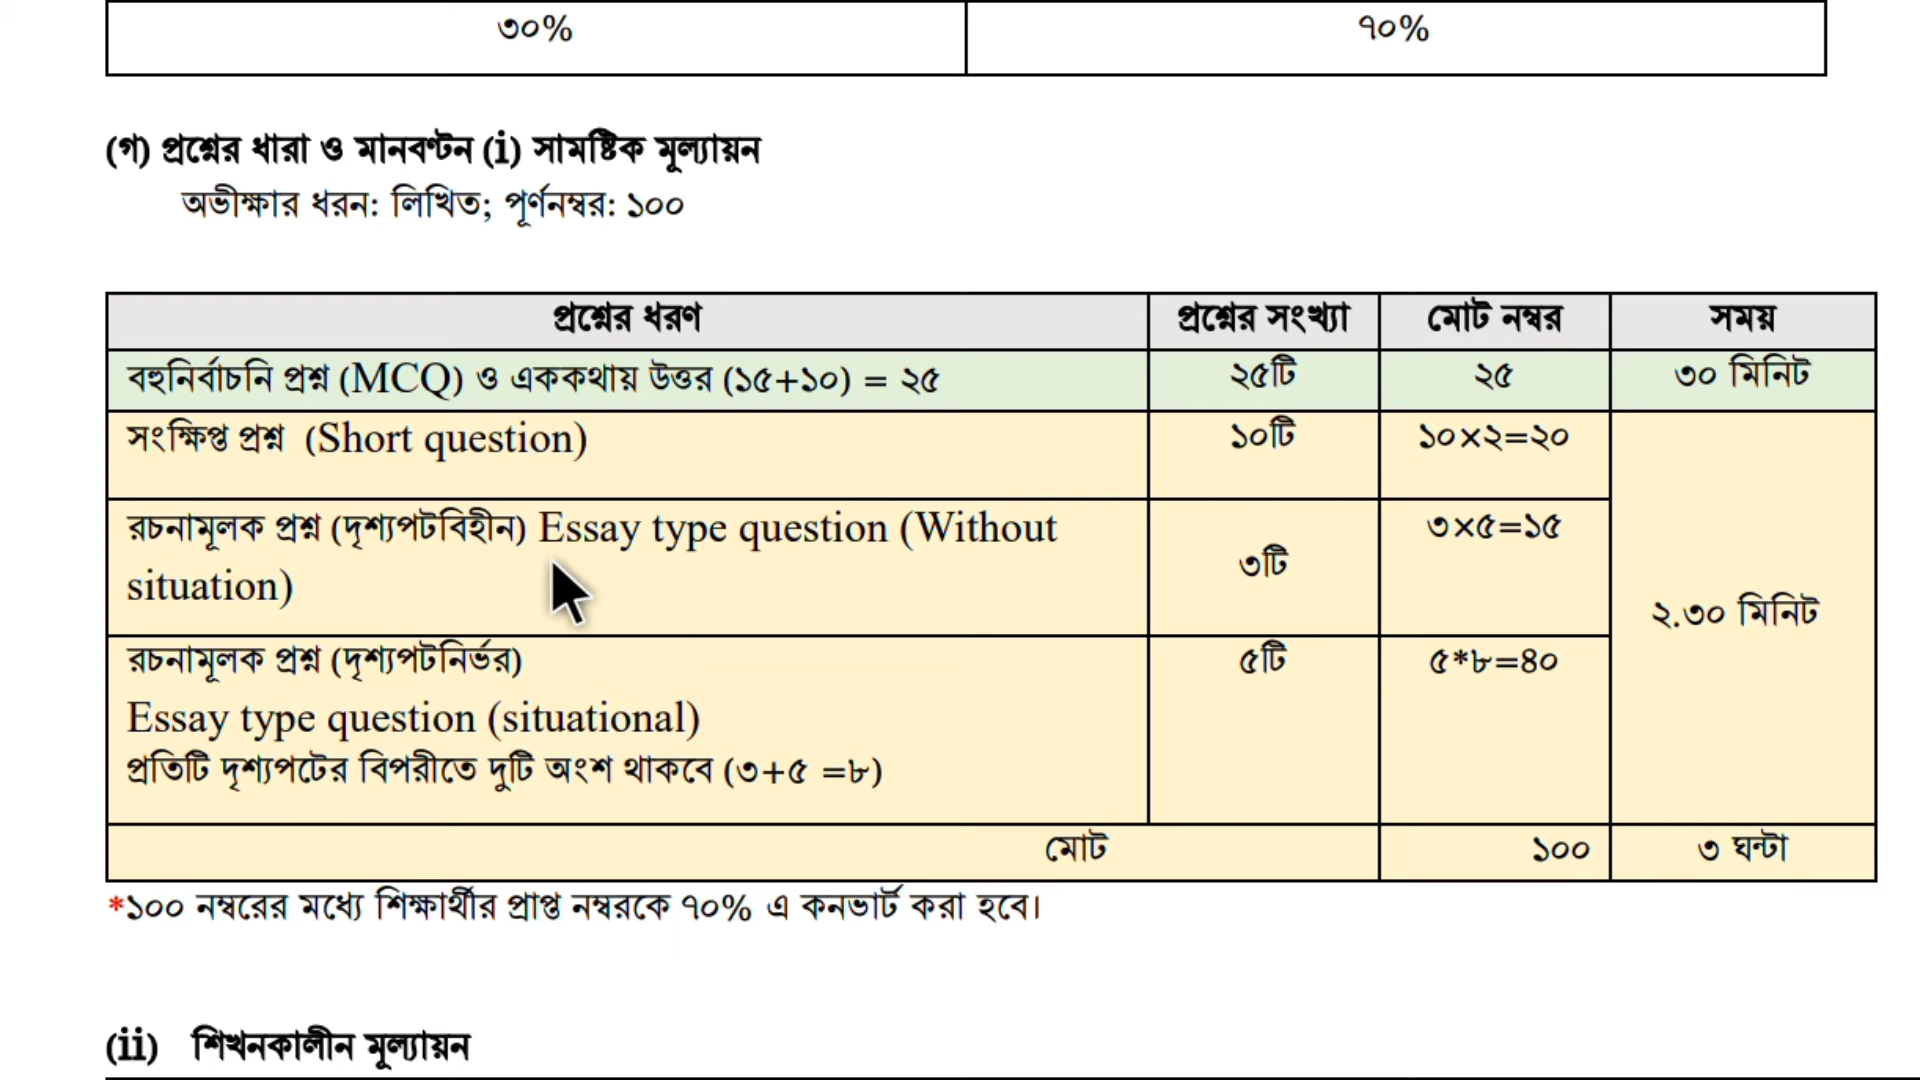 ৩০% ৭০%
(গ) প্রশ্নের ধারা ও মানবণ্টন (i) সামষ্টিক মূল্যায়ন
অভীক্ষার ধরন: লিখিত; পূর্ণনম্বর: ১০০
প্রশ্নের ধরণ প্রশ্নের সংখ্যা মোট নম্বর সময়
বহুনির্বাচনি প্রশ্ন (MCQ) ও এককথায় উত্তর (১৫+১০) = ২৫ ২৫টি ২৫ ৩০ মিনিট
সংক্ষিপ্ত প্রশ্ন (Short question) ১০টি ১০×২=২০
রচনামূলক প্রশ্ন (দৃশ্যপটবিহীন) Essay type question (Without
situation) ৩টি ৩×৫=১৫
২.৩০ মিনিট
রচনামূলক প্রশ্ন (দৃশ্যপটনির্ভর) ৫টি ৫*৮=৪০
Essay type question (situational)
প্রতিটি দৃশ্যপটের বিপরীতে দুটি অংশ থাকবে (৩+৫ =৮)
মোট ১০০ ৩ ঘন্টা
*১০০ নম্বরের মধ্যে শিক্ষার্থীর প্রাপ্ত নম্বরকে ৭০% এ কনভার্ট করা হবে।
(ii) শিখনকালীন মূল্যায়ন